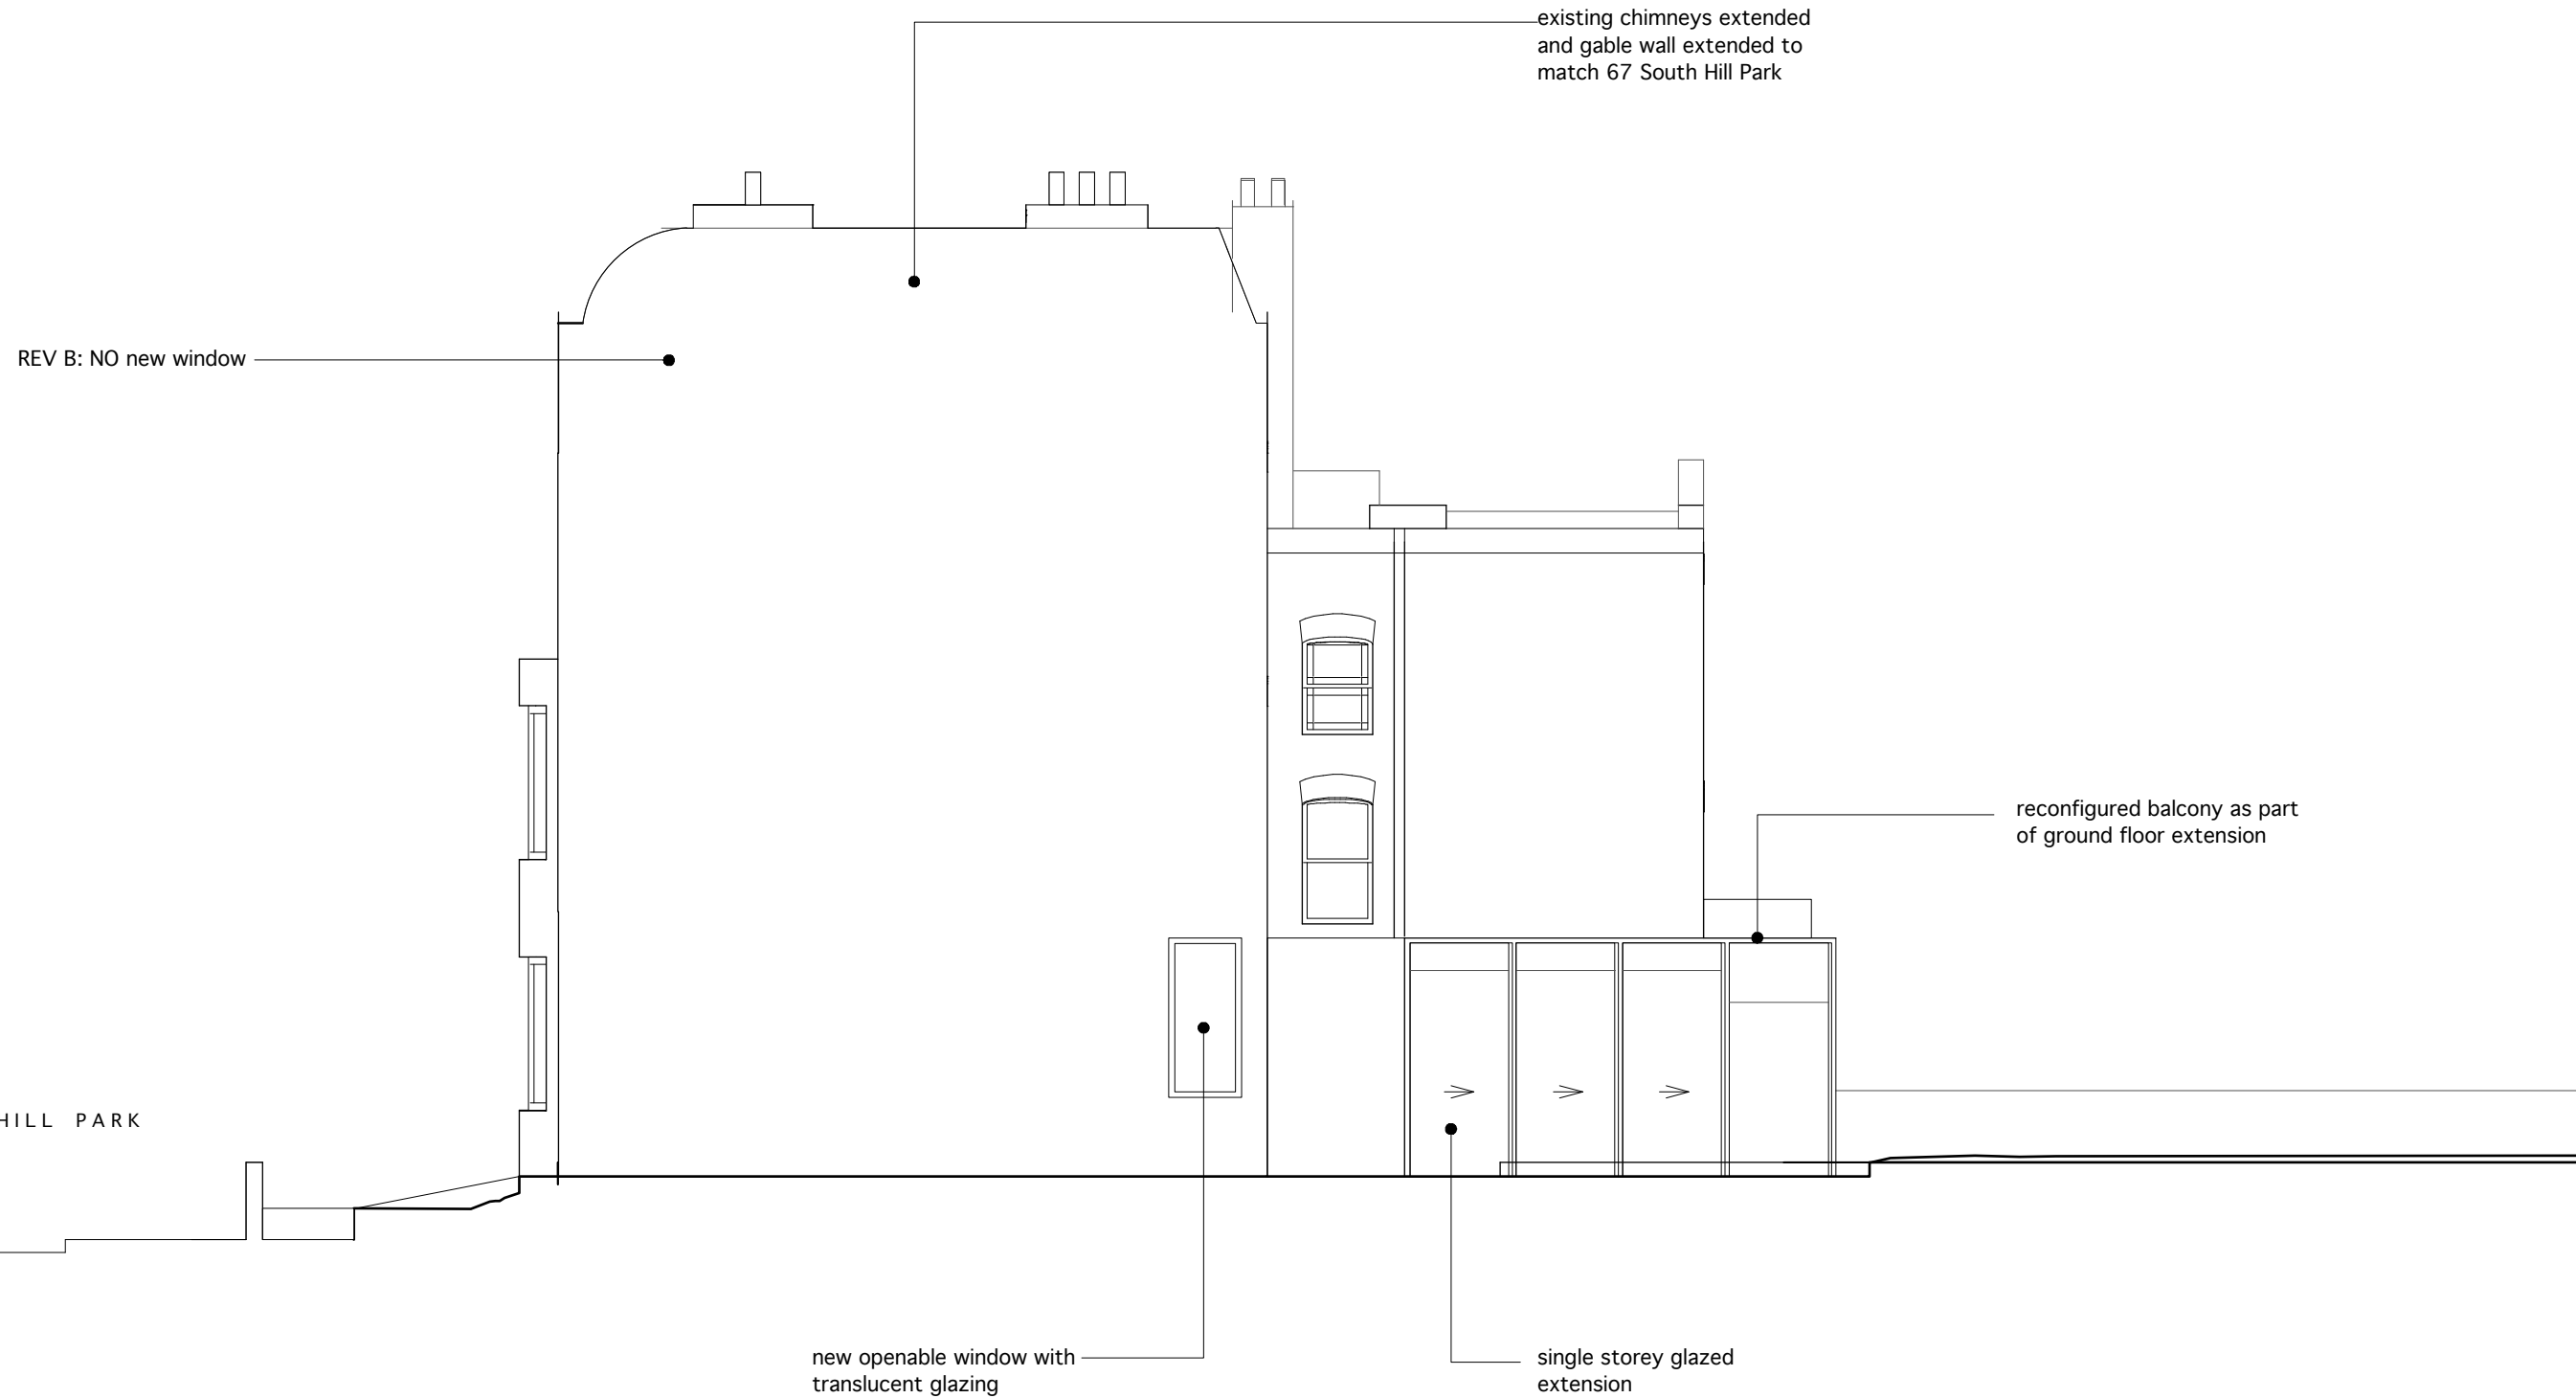 existing chimneys extended
and gable wall extended to
match 67 South Hill Park
REV B: NO new window
reconfigured balcony as part
of ground floor extension
HILL PARK
new openable window with
translucent glazing
single storey glazed
extension